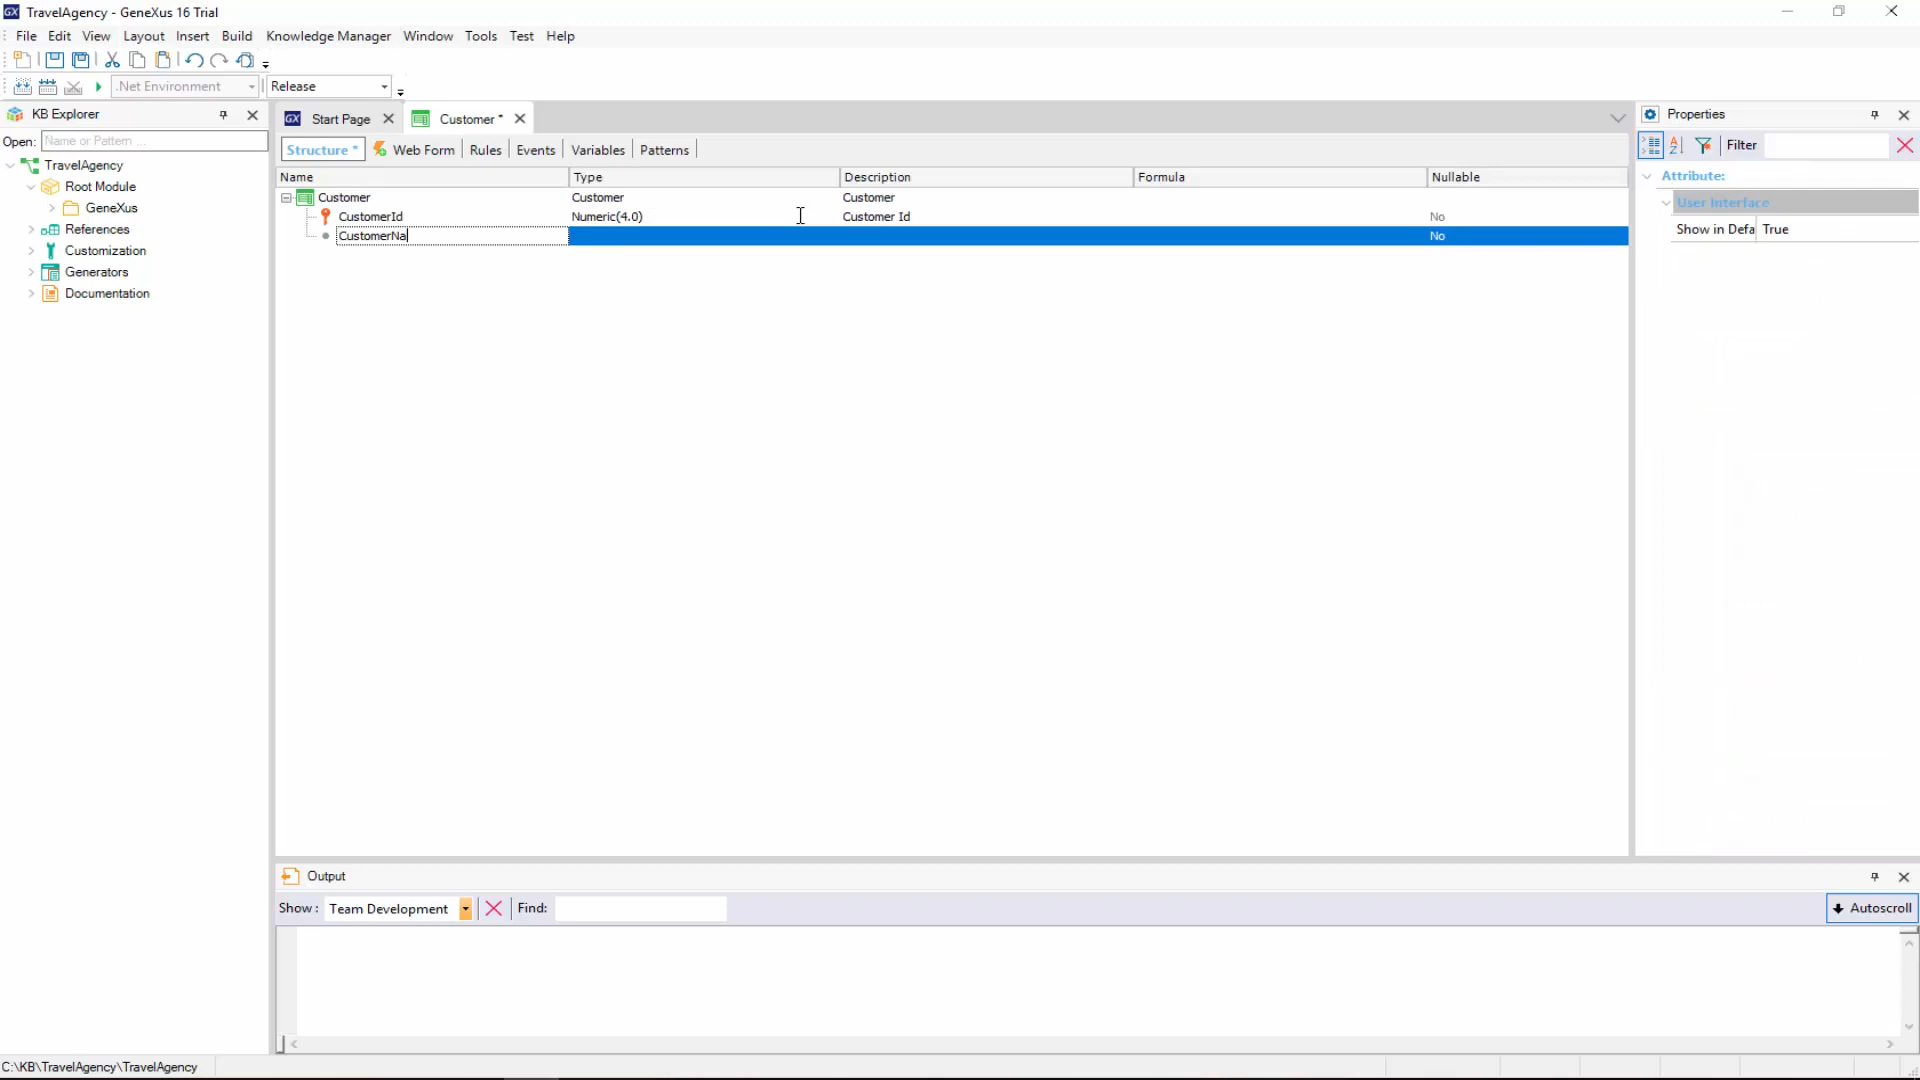 GX TravelAgency - GeneXus 16 Trial
File Edit View Layout Insert Build Knowledge Manager Window Tools Test Help
.Net Environment Release
KB Explorer
Open: Name or Pattern ...
TravelAgency
Root Module
GeneXus
References
Customization
Generators
Documentation
GX Start Page Customer *
Structure * Web Form Rules Events Variables Patterns
Name Type Description Formula Nullable
Customer Customer Customer
CustomerId Numeric(4.0) Customer Id No
CustomerNa No
Properties
Filter
Attribute:
User Interface
Show in Defa True
Output
Show : Team Development Find: Autoscroll
C:\KB\TravelAgency\TravelAgency